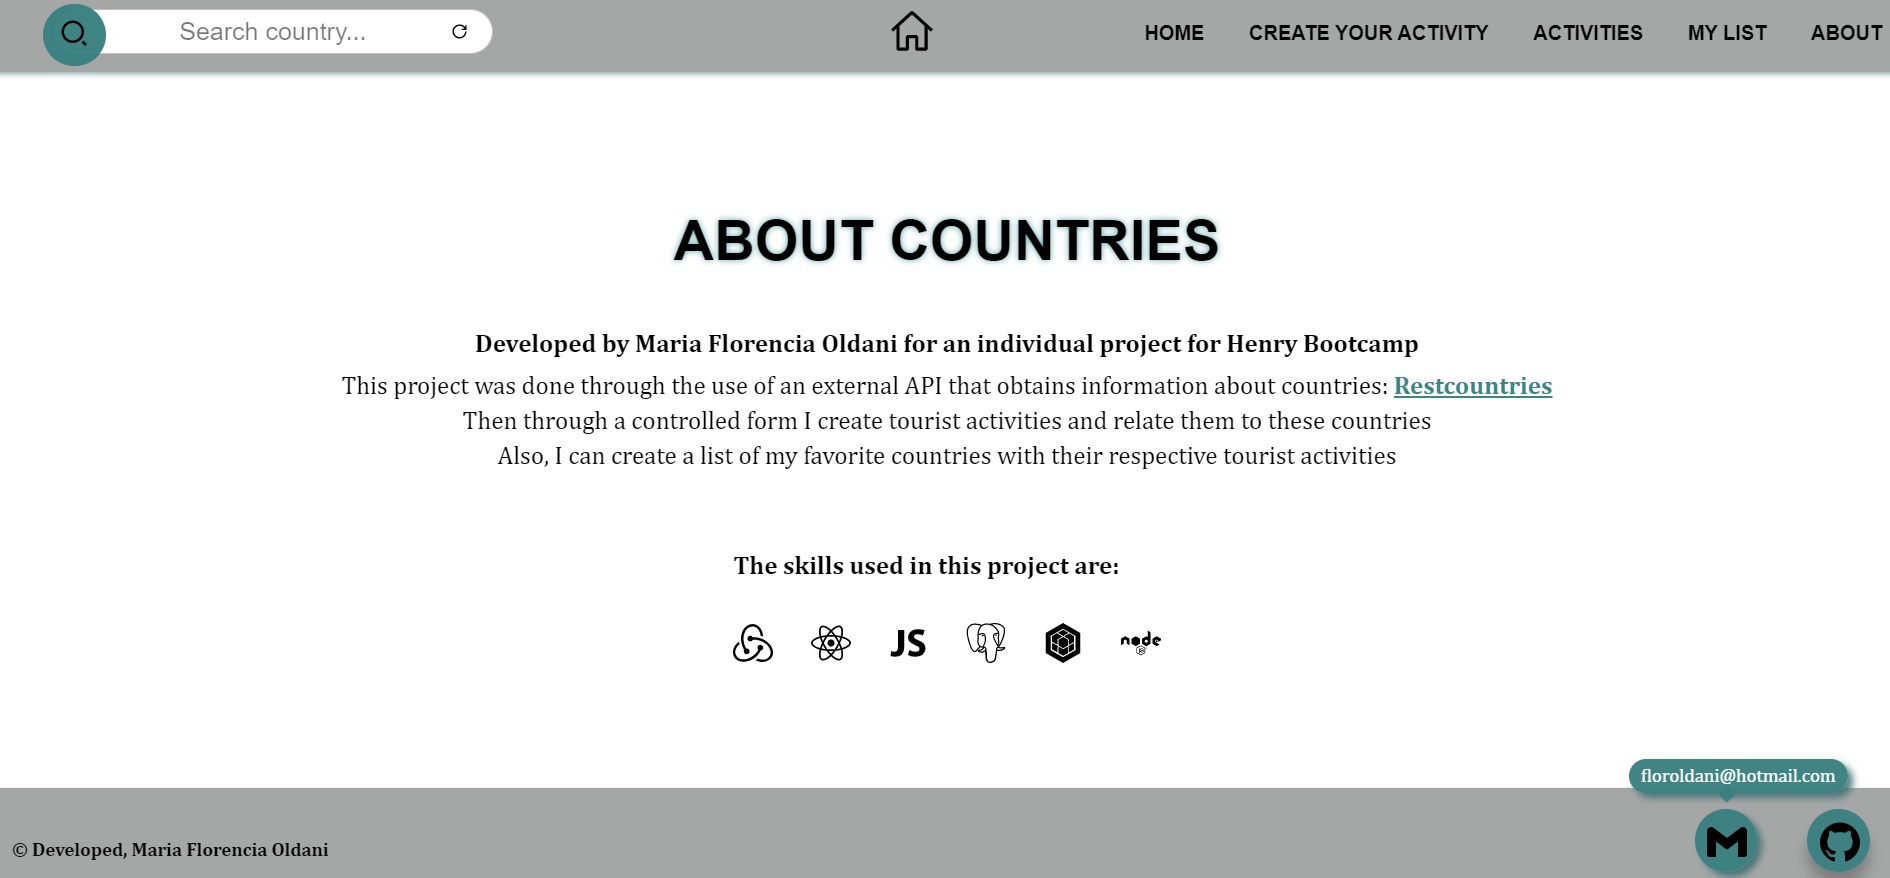 Search country...
HOME CREATE YOUR ACTIVITY ACTIVITIES MY LIST ABOUT
ABOUT COUNTRIES
Developed by Maria Florencia Oldani for an individual project for Henry Bootcamp
This project was done through the use of an external API that obtains information about countries: Restcountries
Then through a controlled form I create tourist activities and relate them to these countries
Also, I can create a list of my favorite countries with their respective tourist activities
The skills used in this project are:
JS
node
JS
floroldani@hotmail.com
© Developed, Maria Florencia Oldani
M